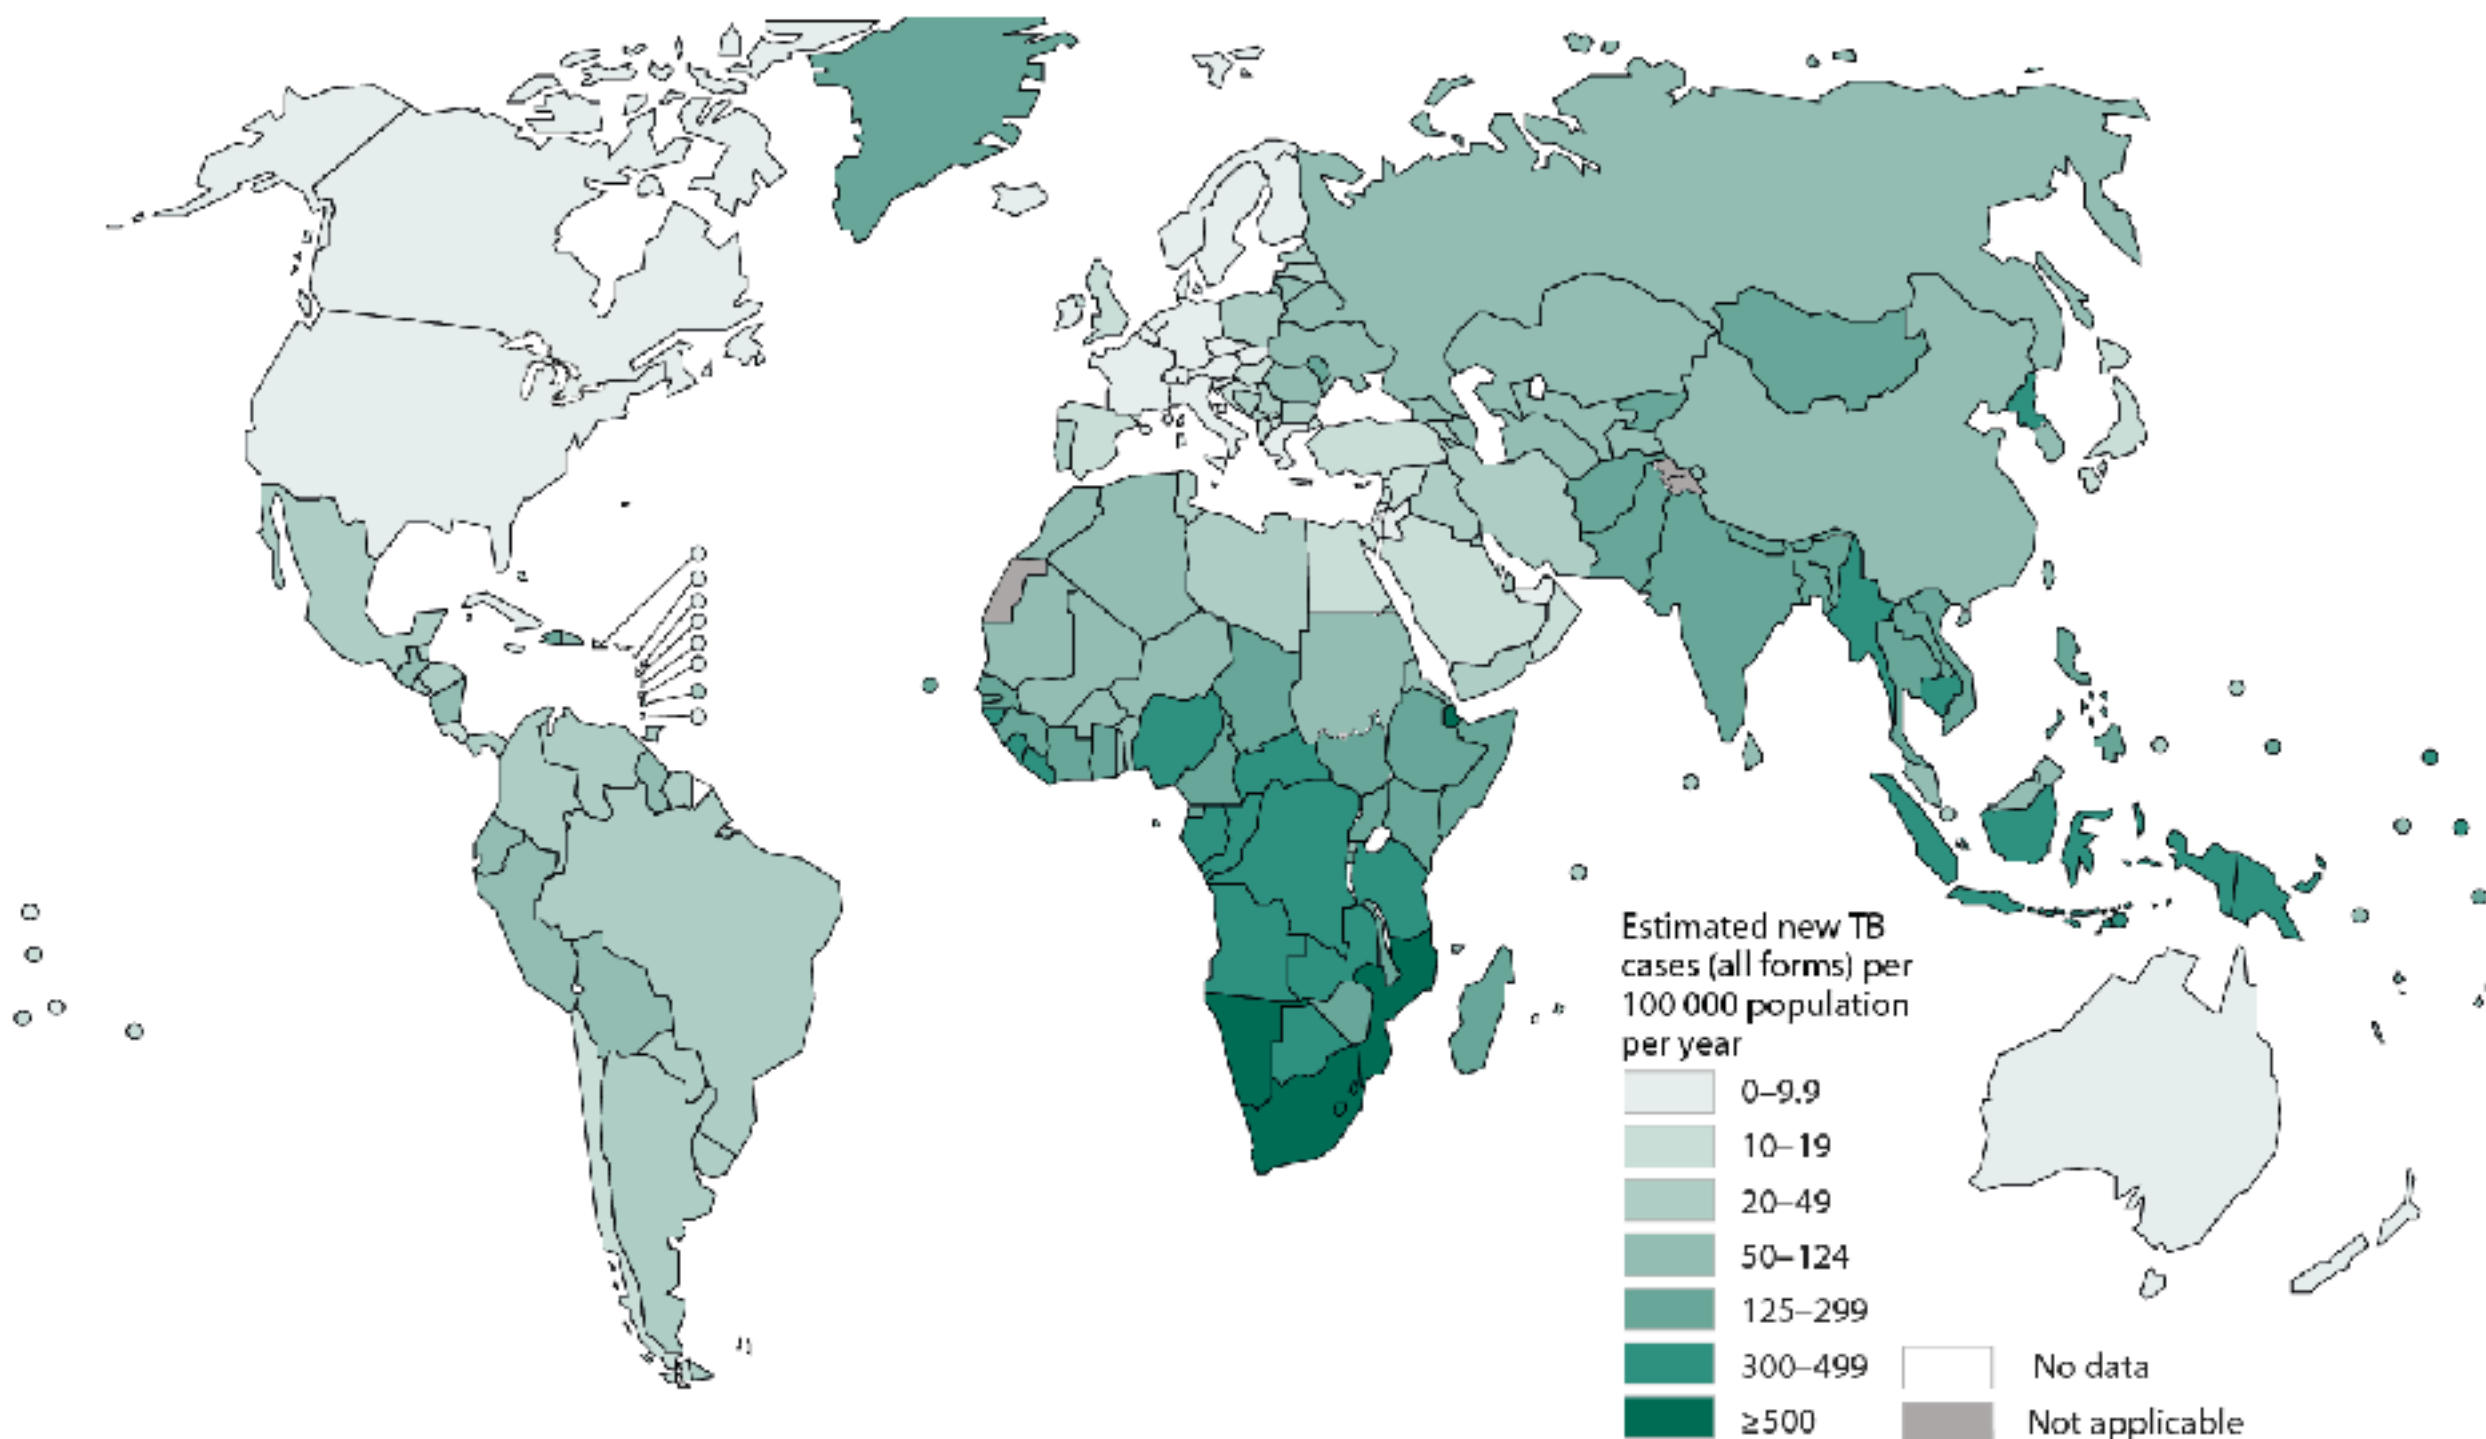 Estimated new TB
cases (all forms) per
100 000 population
per year
0–9.9
10–19
20–49
50–124
125–299
300–499
≥500
No data
Not applicable